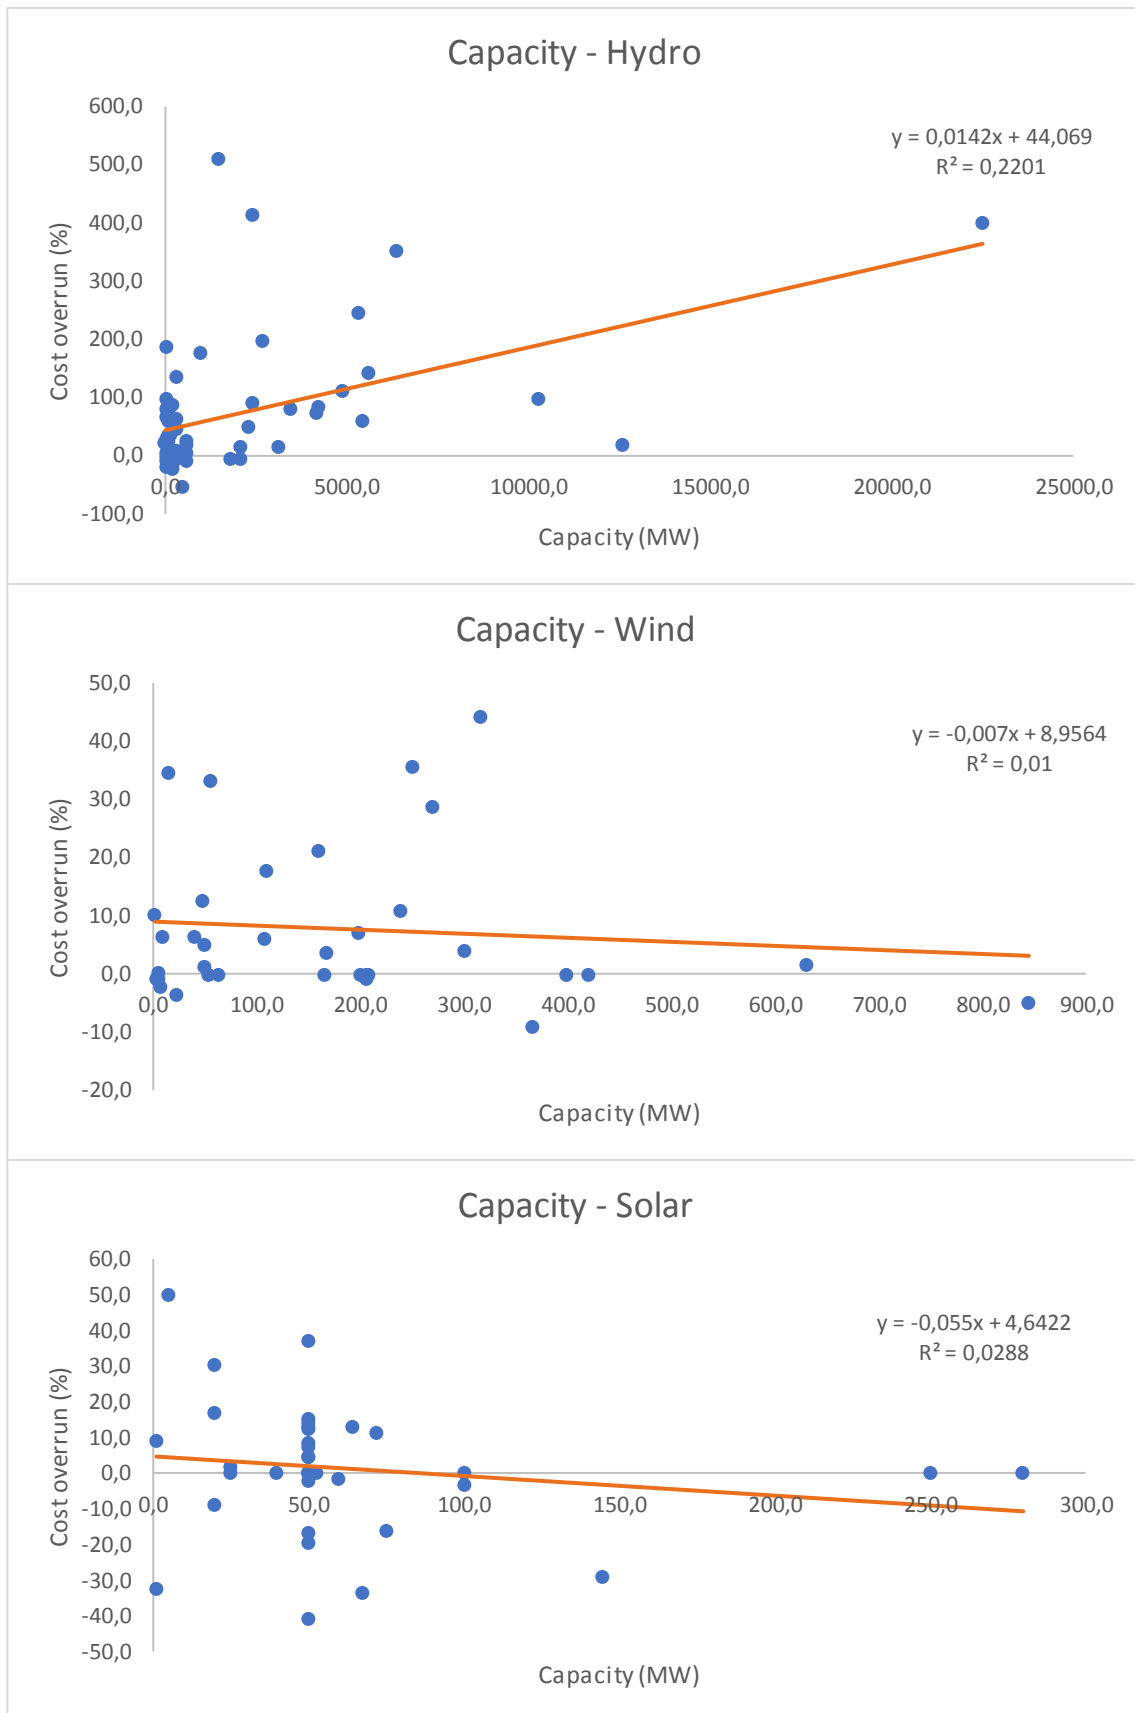 Capacity - Hydro
y = 0,0142x + 44,069
R² = 0,2201
600,0
500,0
400,0
300,0
200,0
100,0
0,0
-100,0
Cost overrun (%)
0,0 5000,0 10000,0 15000,0 20000,0 25000,0
Capacity (MW)
Capacity - Wind
y = -0,007x + 8,9564
R² = 0,01
50,0
40,0
30,0
20,0
10,0
0,0
-10,0
-20,0
Cost overrun (%)
0,0 100,0 200,0 300,0 400,0 500,0 600,0 700,0 800,0 900,0
Capacity (MW)
Capacity - Solar
y = -0,055x + 4,6422
R² = 0,0288
60,0
50,0
40,0
30,0
20,0
10,0
0,0
-10,0
-20,0
-30,0
-40,0
-50,0
Cost overrun (%)
0,0 50,0 100,0 150,0 200,0 250,0 300,0
Capacity (MW)